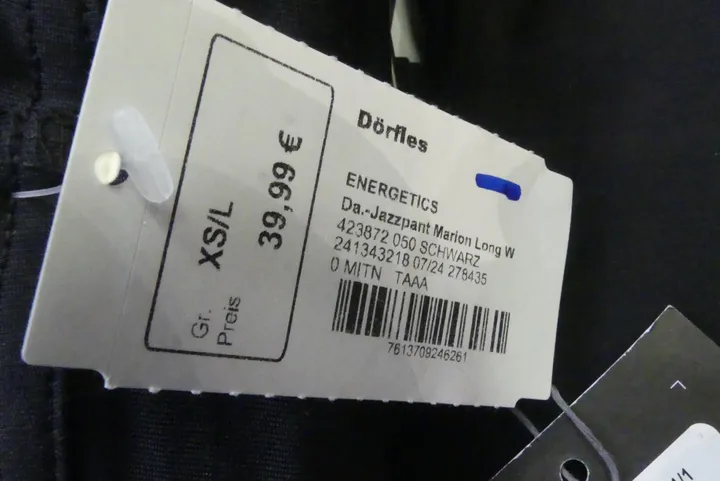 Dörfles
ENERGETICS
Da.-Jazzpant Marion Long W
423872 050 SCHWARZ
241343218 07/24 278435
0 MITN TAAA
7613709246261
Gr. XS/L
Preis 39,99 €